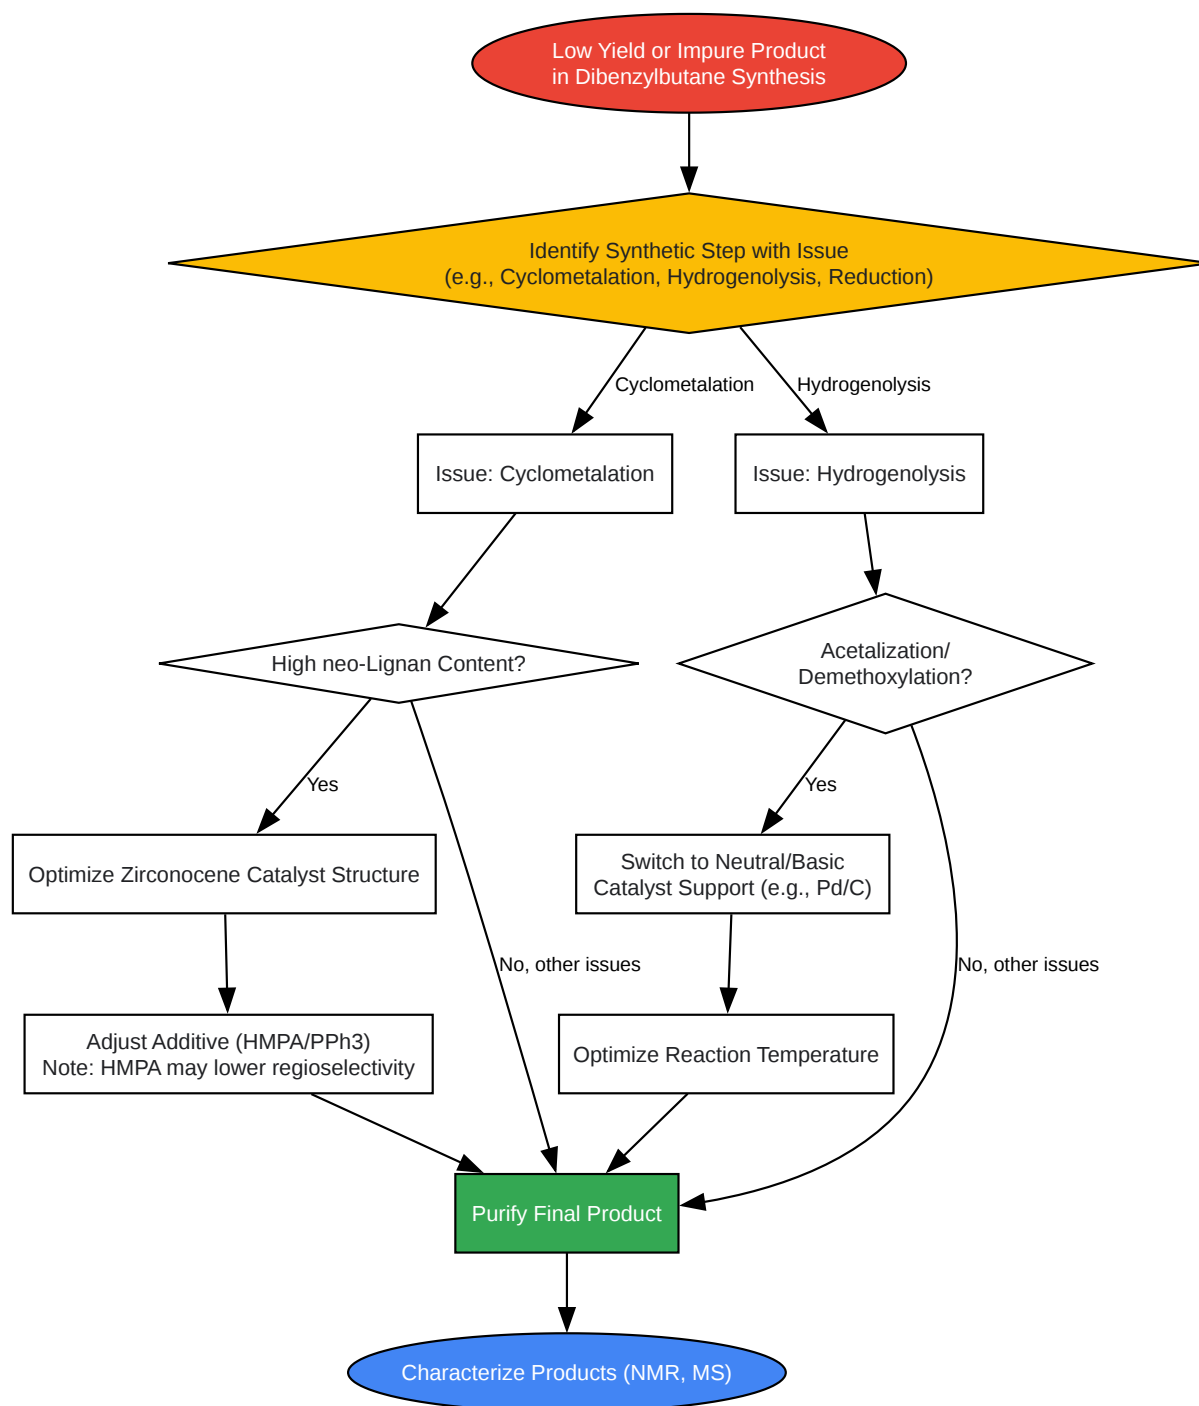 Low Yield or Impure Product
in Dibenzylbutane Synthesis
Identify Synthetic Step with Issue
(e.g., Cyclometalation, Hydrogenolysis, Reduction)
Cyclometalation
Hydrogenolysis
Issue: Cyclometalation
Issue: Hydrogenolysis
High neo-Lignan Content?
Acetalization/
Demethoxylation?
Yes
Yes
Optimize Zirconocene Catalyst Structure
Switch to Neutral/Basic
Catalyst Support (e.g., Pd/C)
No, other issues
No, other issues
Adjust Additive (HMPA/PPh3)
Note: HMPA may lower regioselectivity
Optimize Reaction Temperature
Purify Final Product
Characterize Products (NMR, MS)